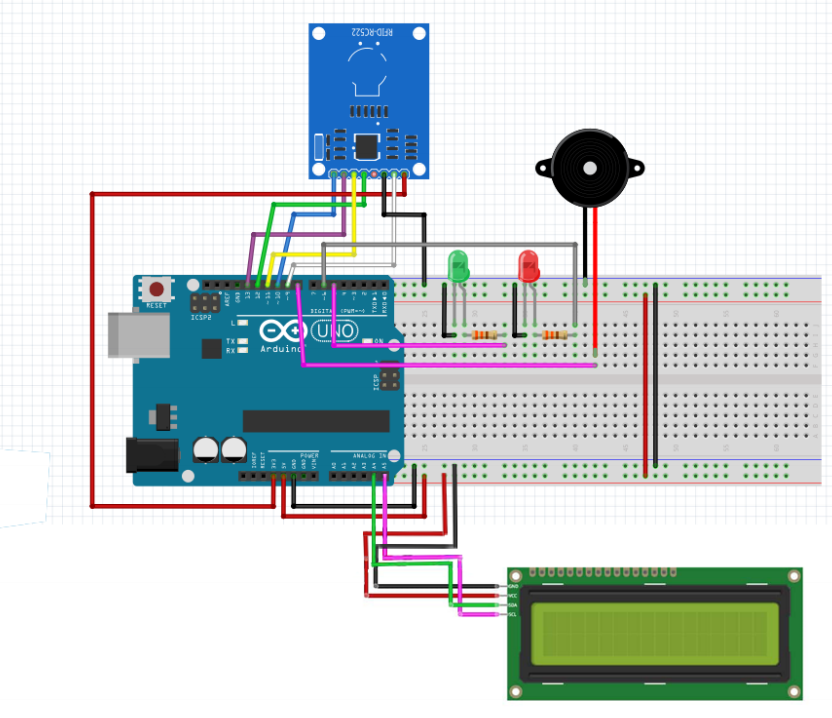 RFID-RC522
RESET
ICSP2
AREF
GND
13
12
~11
~10
~9
8
7
~6
~5
4
~3
2
TX0▶1
RX0◀0
DIGITAL (PWM=~)
L
TX
RX
UNO
ON
Arduino
ICSP
POWER
ANALOG IN
IOREF
RESET
3V3
5V
GND
GND
VIN
A0
A1
A2
A3
A4
A5
GND
VCC
SDA
SCL